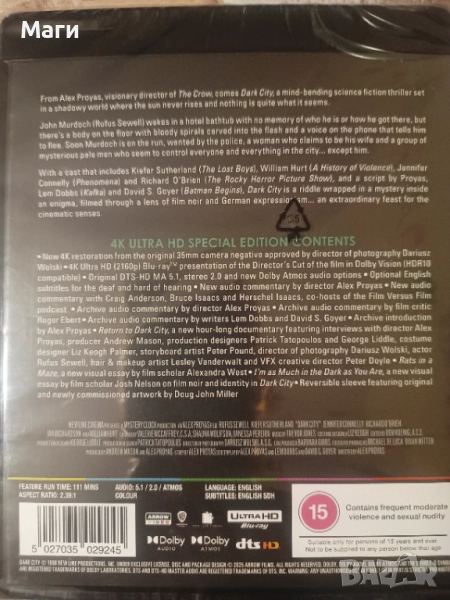 Маги
From Alex Proyas, visionary director of The Crow, comes Dark City, a mind-bending science fiction thriller set
in a shadowy world where the sun never rises and nothing is quite what it seems.
John Murdoch (Rufus Sewell) wakes in a hotel bathtub with no memory of who he is or how he got there, but
there's a body on the floor with bloody spirals carved into the flesh and a voice on the phone that tells him
to flee. Soon Murdoch is on the run, wanted by the police, a woman who claims to be his wife and a group of
mysterious pale men who seem to control everyone and everything in the city... except him.
With a cast that includes Kiefer Sutherland (The Lost Boys), William Hurt (A History of Violence), Jennifer
Connelly (Phenomena) and Richard O'Brien (The Rocky Horror Picture Show), and a script by Proyas,
Lem Dobbs (Kafka) and David S. Goyer (Batman Begins), Dark City is a riddle wrapped in a mystery inside
an enigma, filmed through a lens of film noir and German expressionism... an extraordinary feast for the
cinematic senses.
4K ULTRA HD SPECIAL EDITION CONTENTS
• New 4K restoration from the original 35mm camera negative approved by director of photography Dariusz
Wolski • 4K Ultra HD (2160p) Blu-ray™ presentation of the Director's Cut of the film in Dolby Vision (HDR10
compatible) • Original DTS-HD MA 5.1, stereo 2.0 and new Dolby Atmos audio options • Optional English
subtitles for the deaf and hard of hearing • New audio commentary by director Alex Proyas • New audio
commentary with Craig Anderson, Bruce Isaacs and Herschel Isaacs, co-hosts of the Film Versus Film
podcast • Archive audio commentary by director Alex Proyas • Archive audio commentary by film critic
Roger Ebert • Archive audio commentary by writers Lem Dobbs and David S. Goyer • Archive introduction
by Alex Proyas • Return to Dark City, a new hour-long documentary featuring interviews with director Alex
Proyas, producer Andrew Mason, production designers Patrick Tatopoulos and George Liddle, costume
designer Liz Keogh Palmer, storyboard artist Peter Pound, director of photography Dariusz Wolski, actor
Rufus Sewell, hair & makeup artist Lesley Vanderwalt and VFX creative director Peter Doyle • Rats in a
Maze, a new visual essay by film scholar Alexandra West • I'm as Much in the Dark as You Are, a new visual
essay by film scholar Josh Nelson on film noir and identity in Dark City • Reversible sleeve featuring original
and newly commissioned artwork by Doug John Miller
FEATURE RUN TIME: 111 MINS
ASPECT RATIO: 2.39:1
AUDIO: 5.1 / 2.0 / ATMOS
COLOUR
LANGUAGE: ENGLISH
SUBTITLES: ENGLISH SDH
5 027035 029245
ARROW
VIDEO
ULTRA HD
Blu-ray
Dolby
AUDIO
Dolby
ATMOS
dts HD
15
Contains frequent moderate
violence and sexual nudity
Suitable only for persons of 15 years and over
Not to be supplied to any person below that age
BAZAR